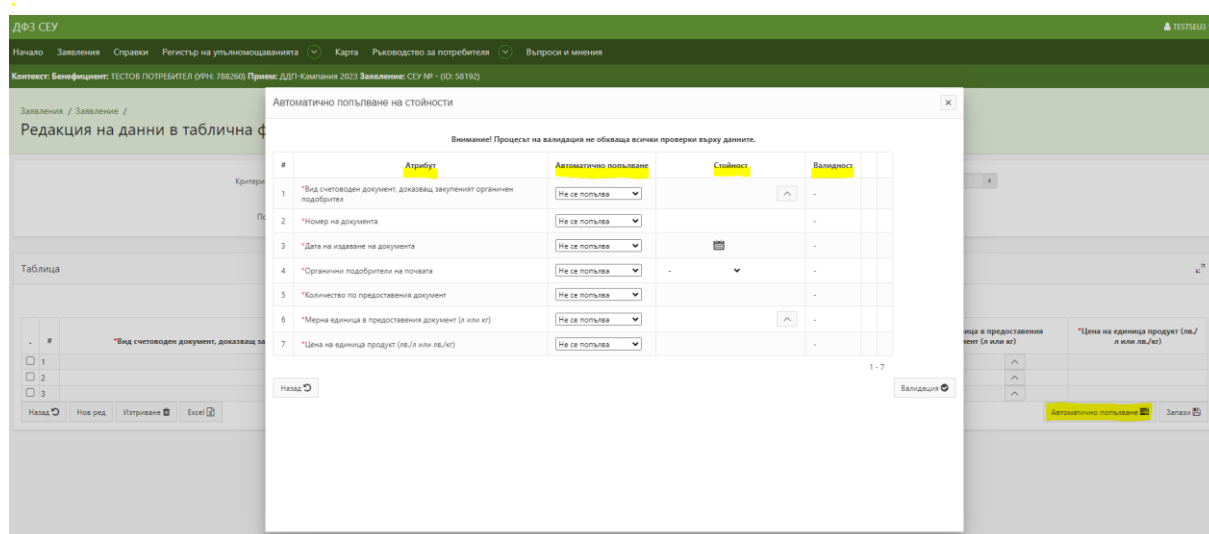 ДФЗ СЕУ
TESTSEU3
Начало Заявления Справки Регистър на упълномощаванията Карта Ръководство за потребителя Въпроси и мнения
Контекст: Бенефициент: ТЕСТОВ ПОТРЕБИТЕЛ (УРН: 788260) Прием: ДДП-Кампания 2023 Заявление: СЕУ № - (ID: 58192)
Заявления / Заявление /
Редакция на данни в таблична ф
Автоматично попълване на стойности
Внимание! Процесът на валидация не обхваща всички проверки върху данните.
# Атрибут Автоматично попълване Стойност Валидност
Критери
1 *Вид счетоводен документ, доказващ закупеният органичен подобрител Не се попълва -
По
2 *Номер на документа Не се попълва -
3 *Дата на издаване на документа Не се попълва -
4 *Органични подобрители на почвата Не се попълва - -
5 *Количество по предоставения документ Не се попълва -
6 *Мерна единица в предоставения документ (л или кг) Не се попълва -
7 *Цена на единица продукт (лв./л или лв./кг) Не се попълва -
1 - 7
Назад Валидация
Таблица
. # *Вид счетоводен документ, доказващ за
ница в предоставения
мент (л или кг)
*Цена на единица продукт (лв./
л или лв./кг)
1
2
3
Назад Нов ред Изтриване Excel Автоматично попълване Запази